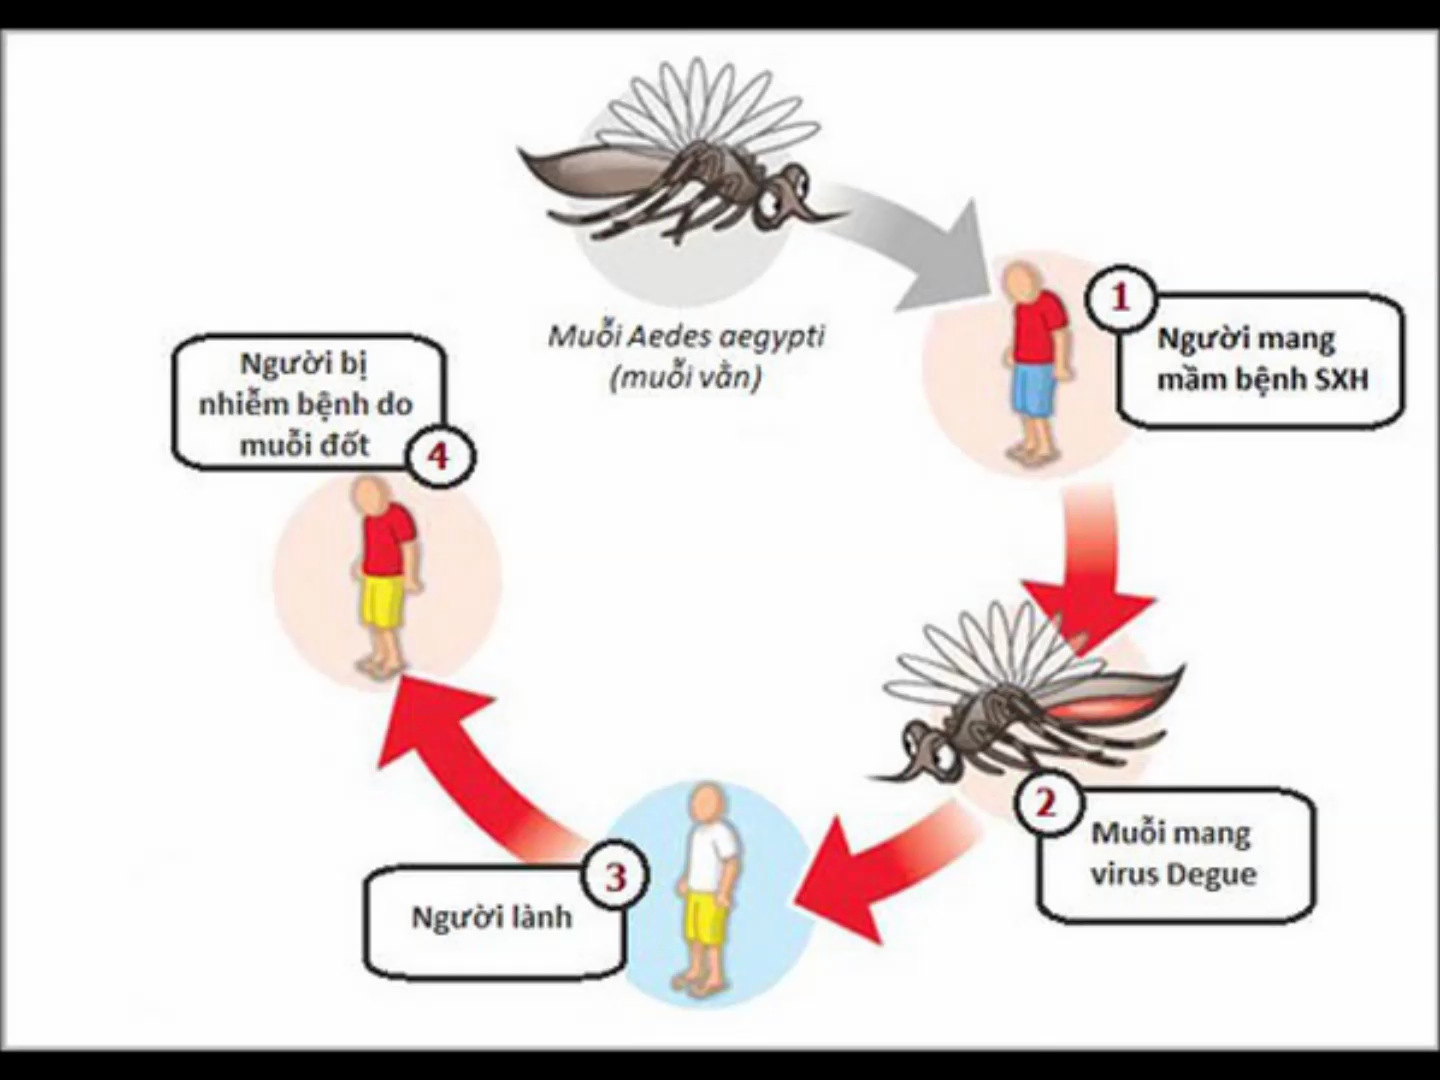 Muỗi Aedes aegypti
(muỗi vằn)
1
Người mang
mầm bệnh SXH
2
Muỗi mang
virus Degue
3
Người lành
4
Người bị
nhiễm bệnh do
muỗi đốt